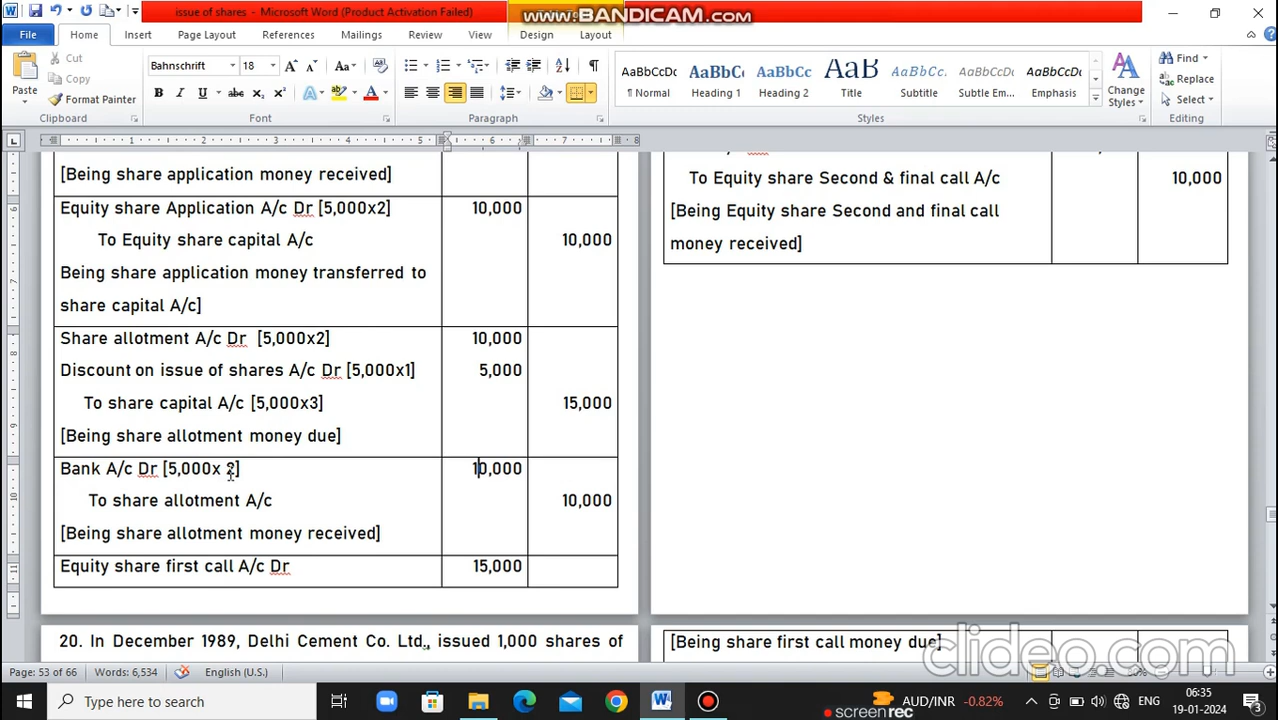 issue of shares - Microsoft Word (Product Activation Failed)
www.BANDICAM.com
File Home Insert Page Layout References Mailings Review View Design Layout
Paste
Cut
Copy
Format Painter
Clipboard
Bahnschrift 18
Font
Paragraph
AaBbCcDc AaBbCc AaBbCc AaB AaBbCc. AaBbCcDc AaBbCcDc
¶ Normal Heading 1 Heading 2 Title Subtitle Subtle Em... Emphasis
Change Styles
Styles
Find
Replace
Select
Editing
[Being share application money received]
Equity share Application A/c Dr [5,000x2] 10,000
To Equity share capital A/c 10,000
Being share application money transferred to
share capital A/c]
Share allotment A/c Dr [5,000x2] 10,000
Discount on issue of shares A/c Dr [5,000x1] 5,000
To share capital A/c [5,000x3] 15,000
[Being share allotment money due]
Bank A/c Dr [5,000x 2] 10,000
To share allotment A/c 10,000
[Being share allotment money received]
Equity share first call A/c Dr 15,000
20. In December 1989, Delhi Cement Co. Ltd., issued 1,000 shares of
To Equity share Second & final call A/c 10,000
[Being Equity share Second and final call
money received]
[Being share first call money due]
clideo.com
Page: 53 of 66 Words: 6,534 English (U.S.)
Type here to search
AUD/INR -0.82%
ENG
06:35
19-01-2024
screenrec